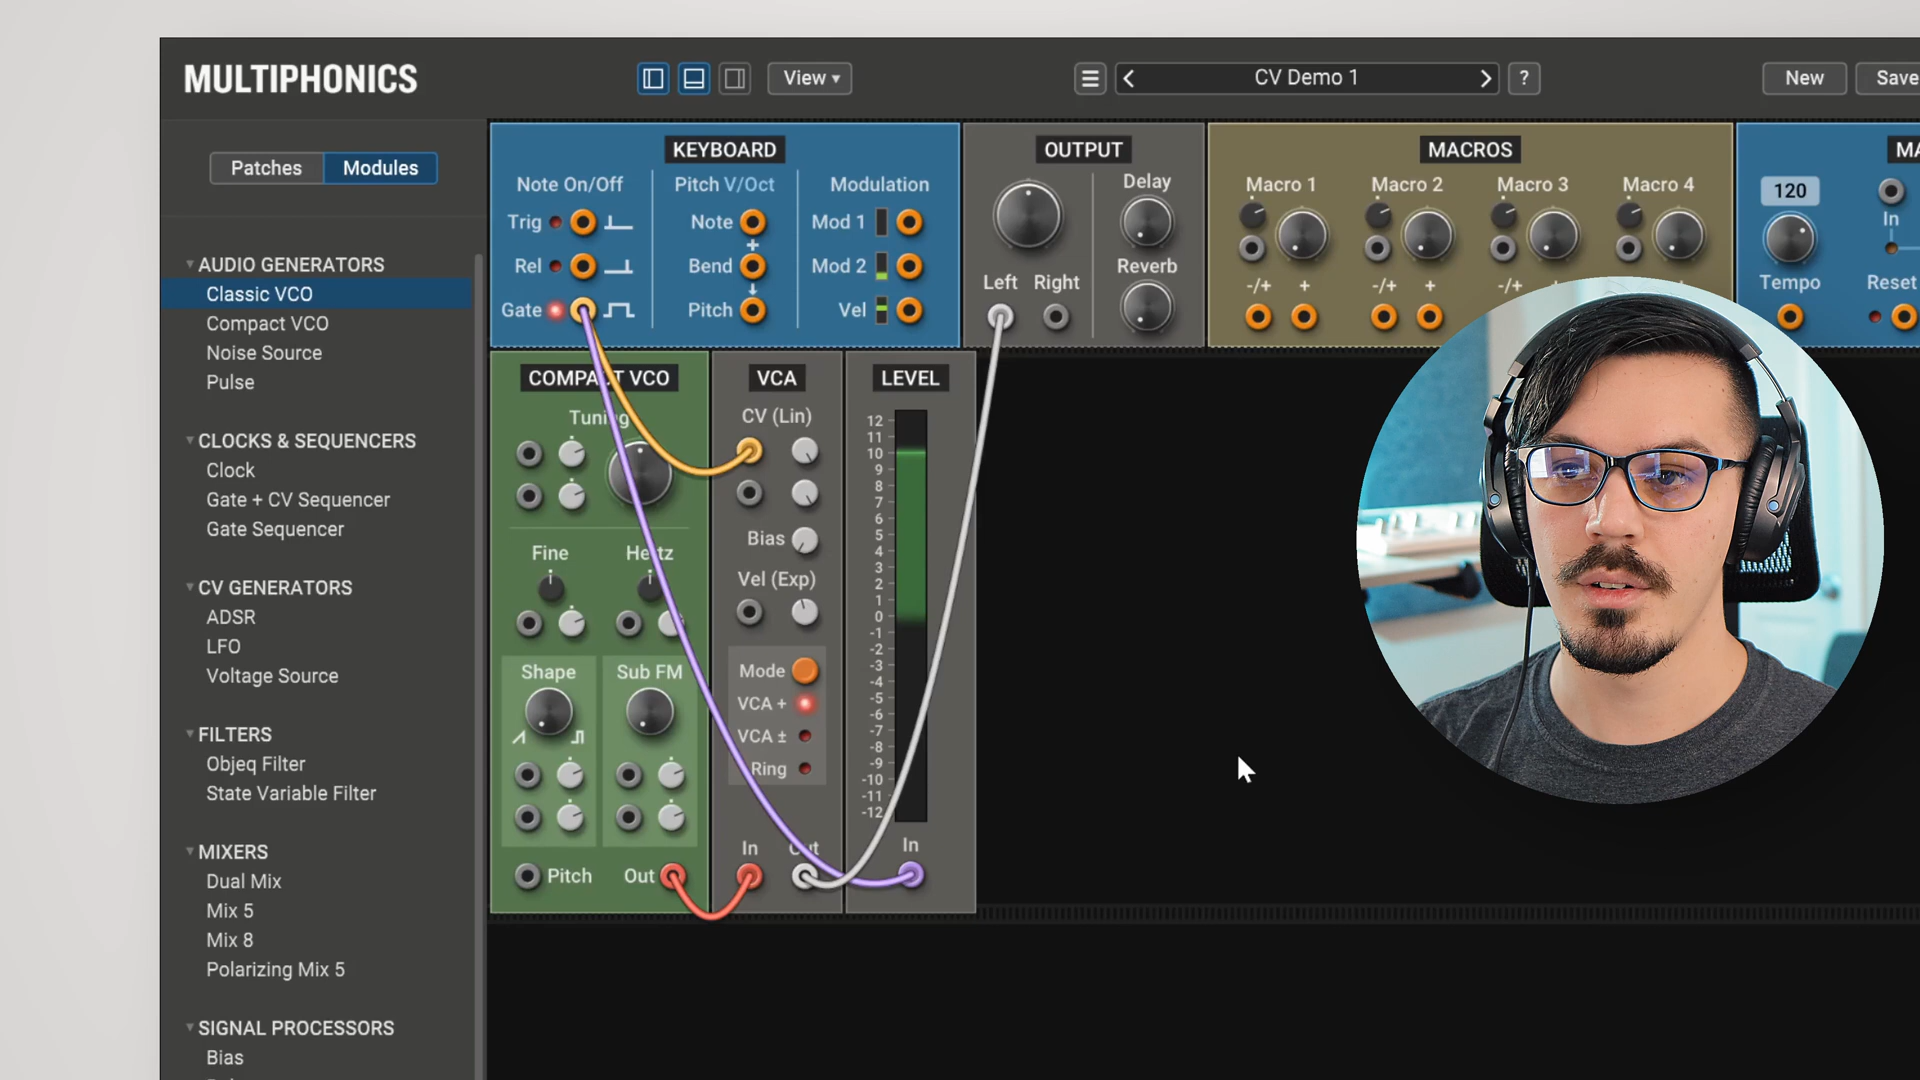 MULTIPHONICS
View
CV Demo 1
?
New
Save
Patches
Modules
AUDIO GENERATORS
Classic VCO
Compact VCO
Noise Source
Pulse
CLOCKS & SEQUENCERS
Clock
Gate + CV Sequencer
Gate Sequencer
CV GENERATORS
ADSR
LFO
Voltage Source
FILTERS
Objeq Filter
State Variable Filter
MIXERS
Dual Mix
Mix 5
Mix 8
Polarizing Mix 5
SIGNAL PROCESSORS
Bias
KEYBOARD
Note On/Off
Pitch V/Oct
Modulation
Trig
Note
Mod 1
+
Rel
Bend
Mod 2
Gate
Pitch
Vel
OUTPUT
Delay
Reverb
Left
Right
MACROS
Macro 1
Macro 2
Macro 3
Macro 4
-/+
+
-/+
+
-/+
MA
120
In
Tempo
Reset
COMPACT VCO
Tuning
Fine
Hertz
Shape
Sub FM
Pitch
Out
VCA
CV (Lin)
Bias
Vel (Exp)
Mode
VCA +
VCA ±
Ring
In
Out
LEVEL
12
11
10
9
8
7
6
5
4
3
2
1
0
-1
-2
-3
-4
-5
-6
-7
-8
-9
-10
-11
-12
In